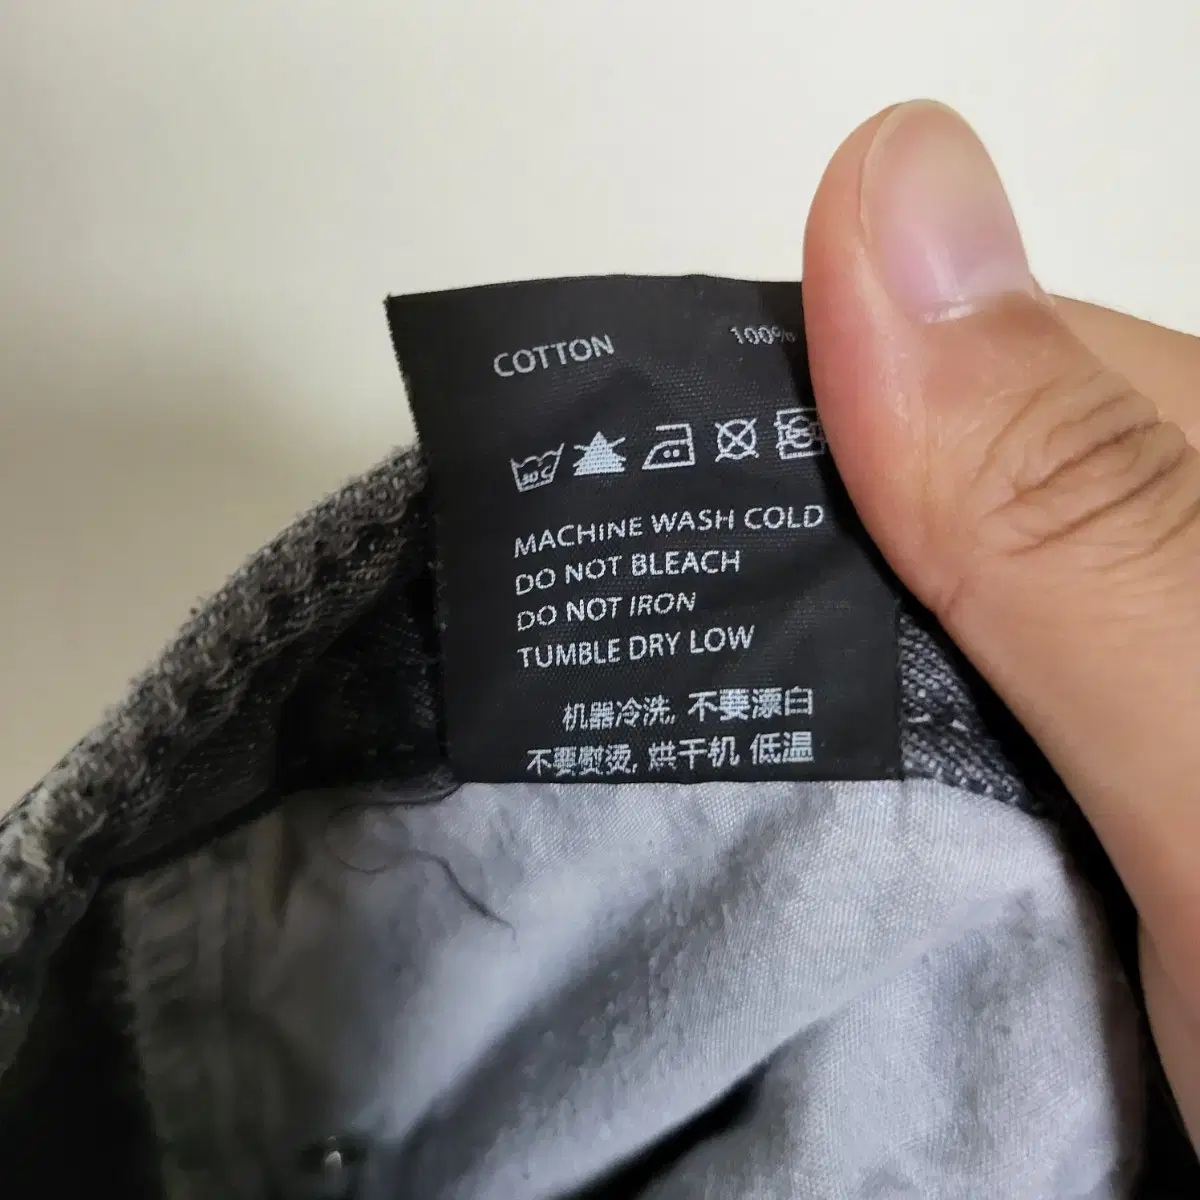 COTTON 100%
30°C
MACHINE WASH COLD
DO NOT BLEACH
DO NOT IRON
TUMBLE DRY LOW
机器冷洗, 不要漂白
不要熨烫, 烘干机 低温